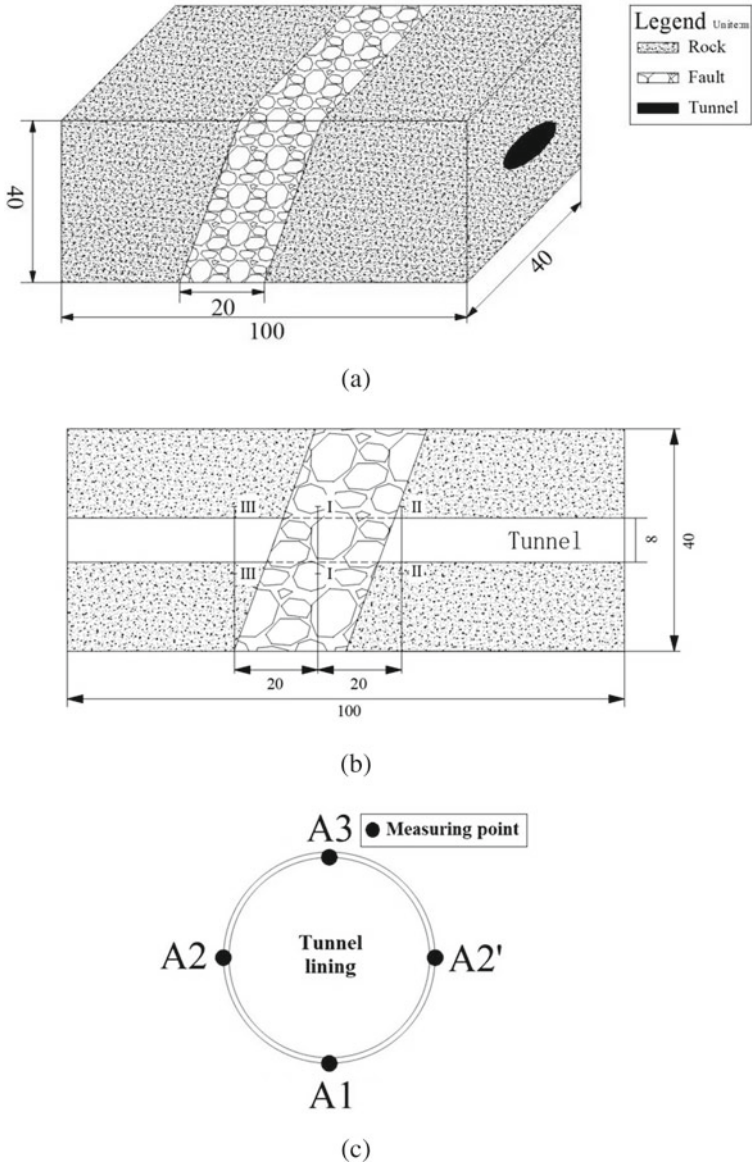 Legend Unite:m
Rock
Fault
Tunnel
40
20
100
40
(a)
III I II
Tunnel
8
40
III I II
20 20
100
(b)
A3
Measuring point
A2
Tunnel
lining
A2'
A1
(c)